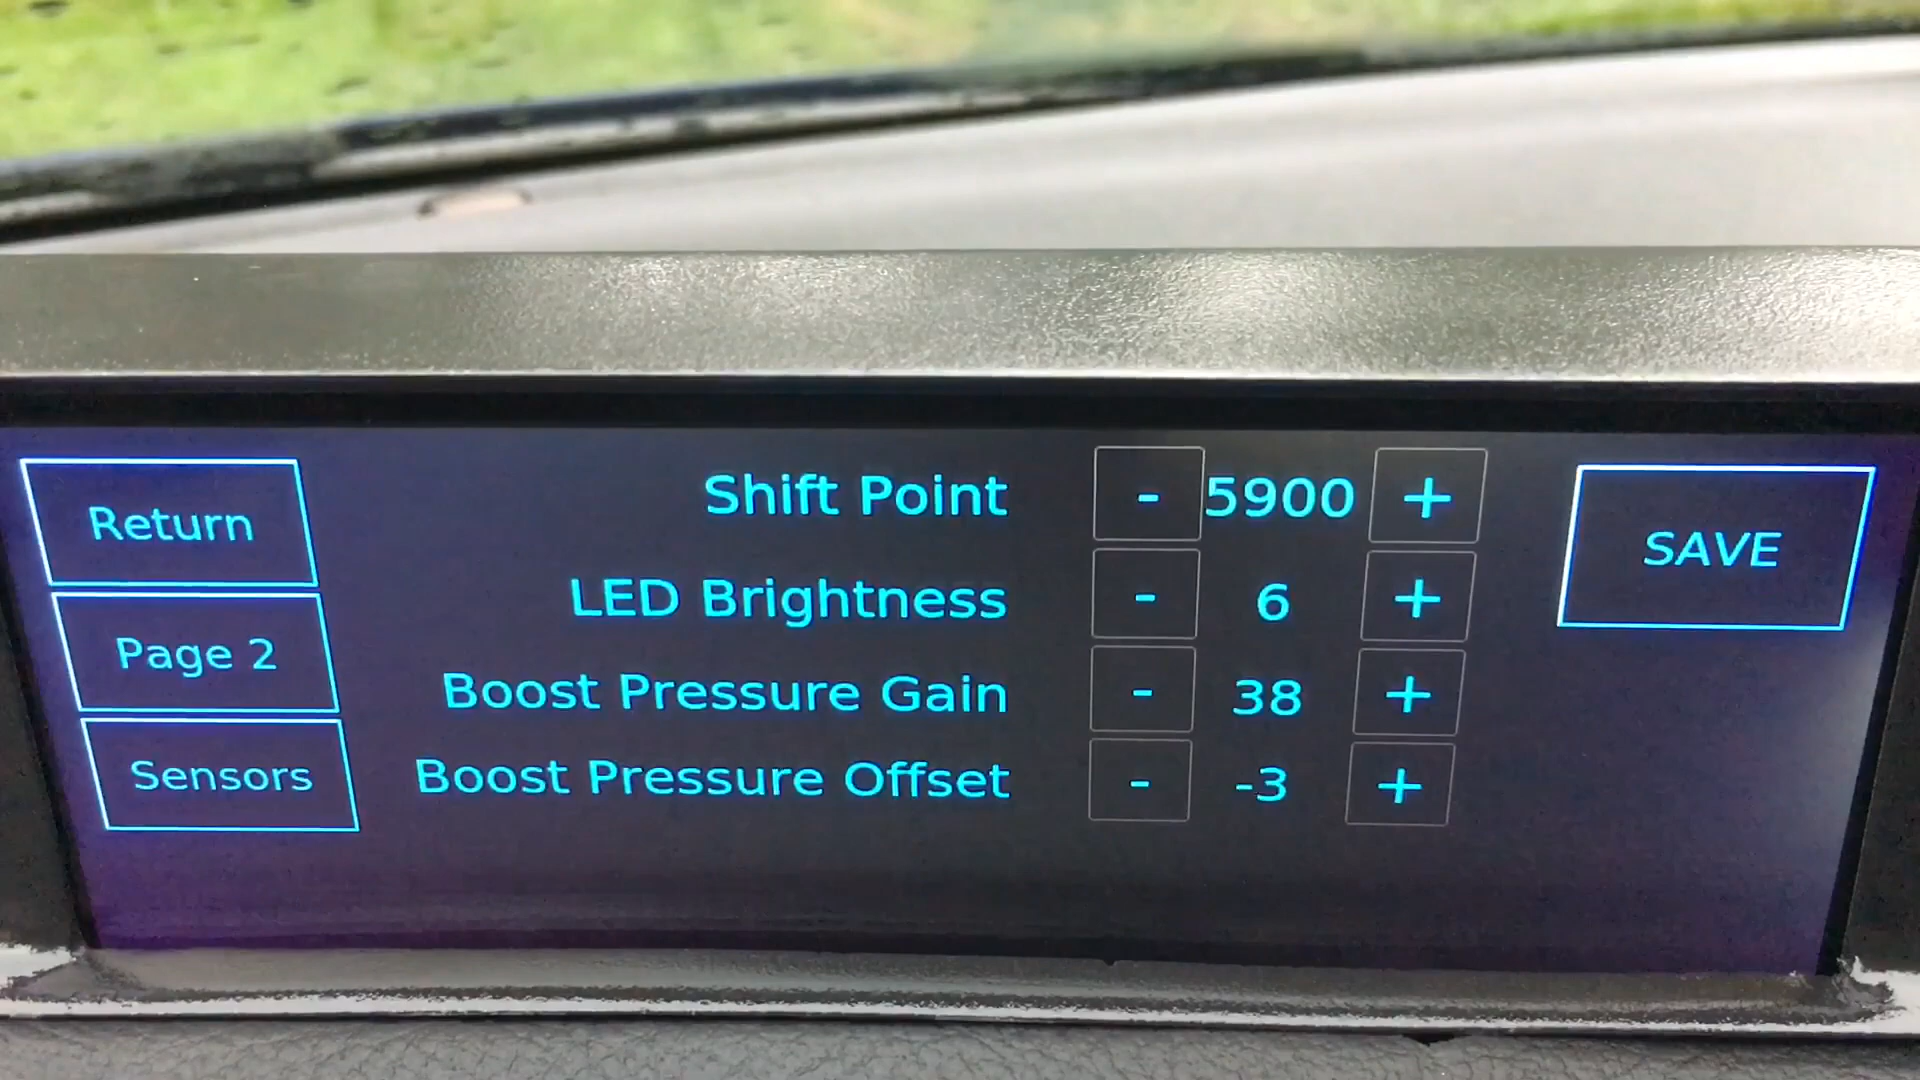 Return
Page 2
Sensors
Shift Point - 5900 +
LED Brightness - 6 +
Boost Pressure Gain - 38 +
Boost Pressure Offset - -3 +
SAVE